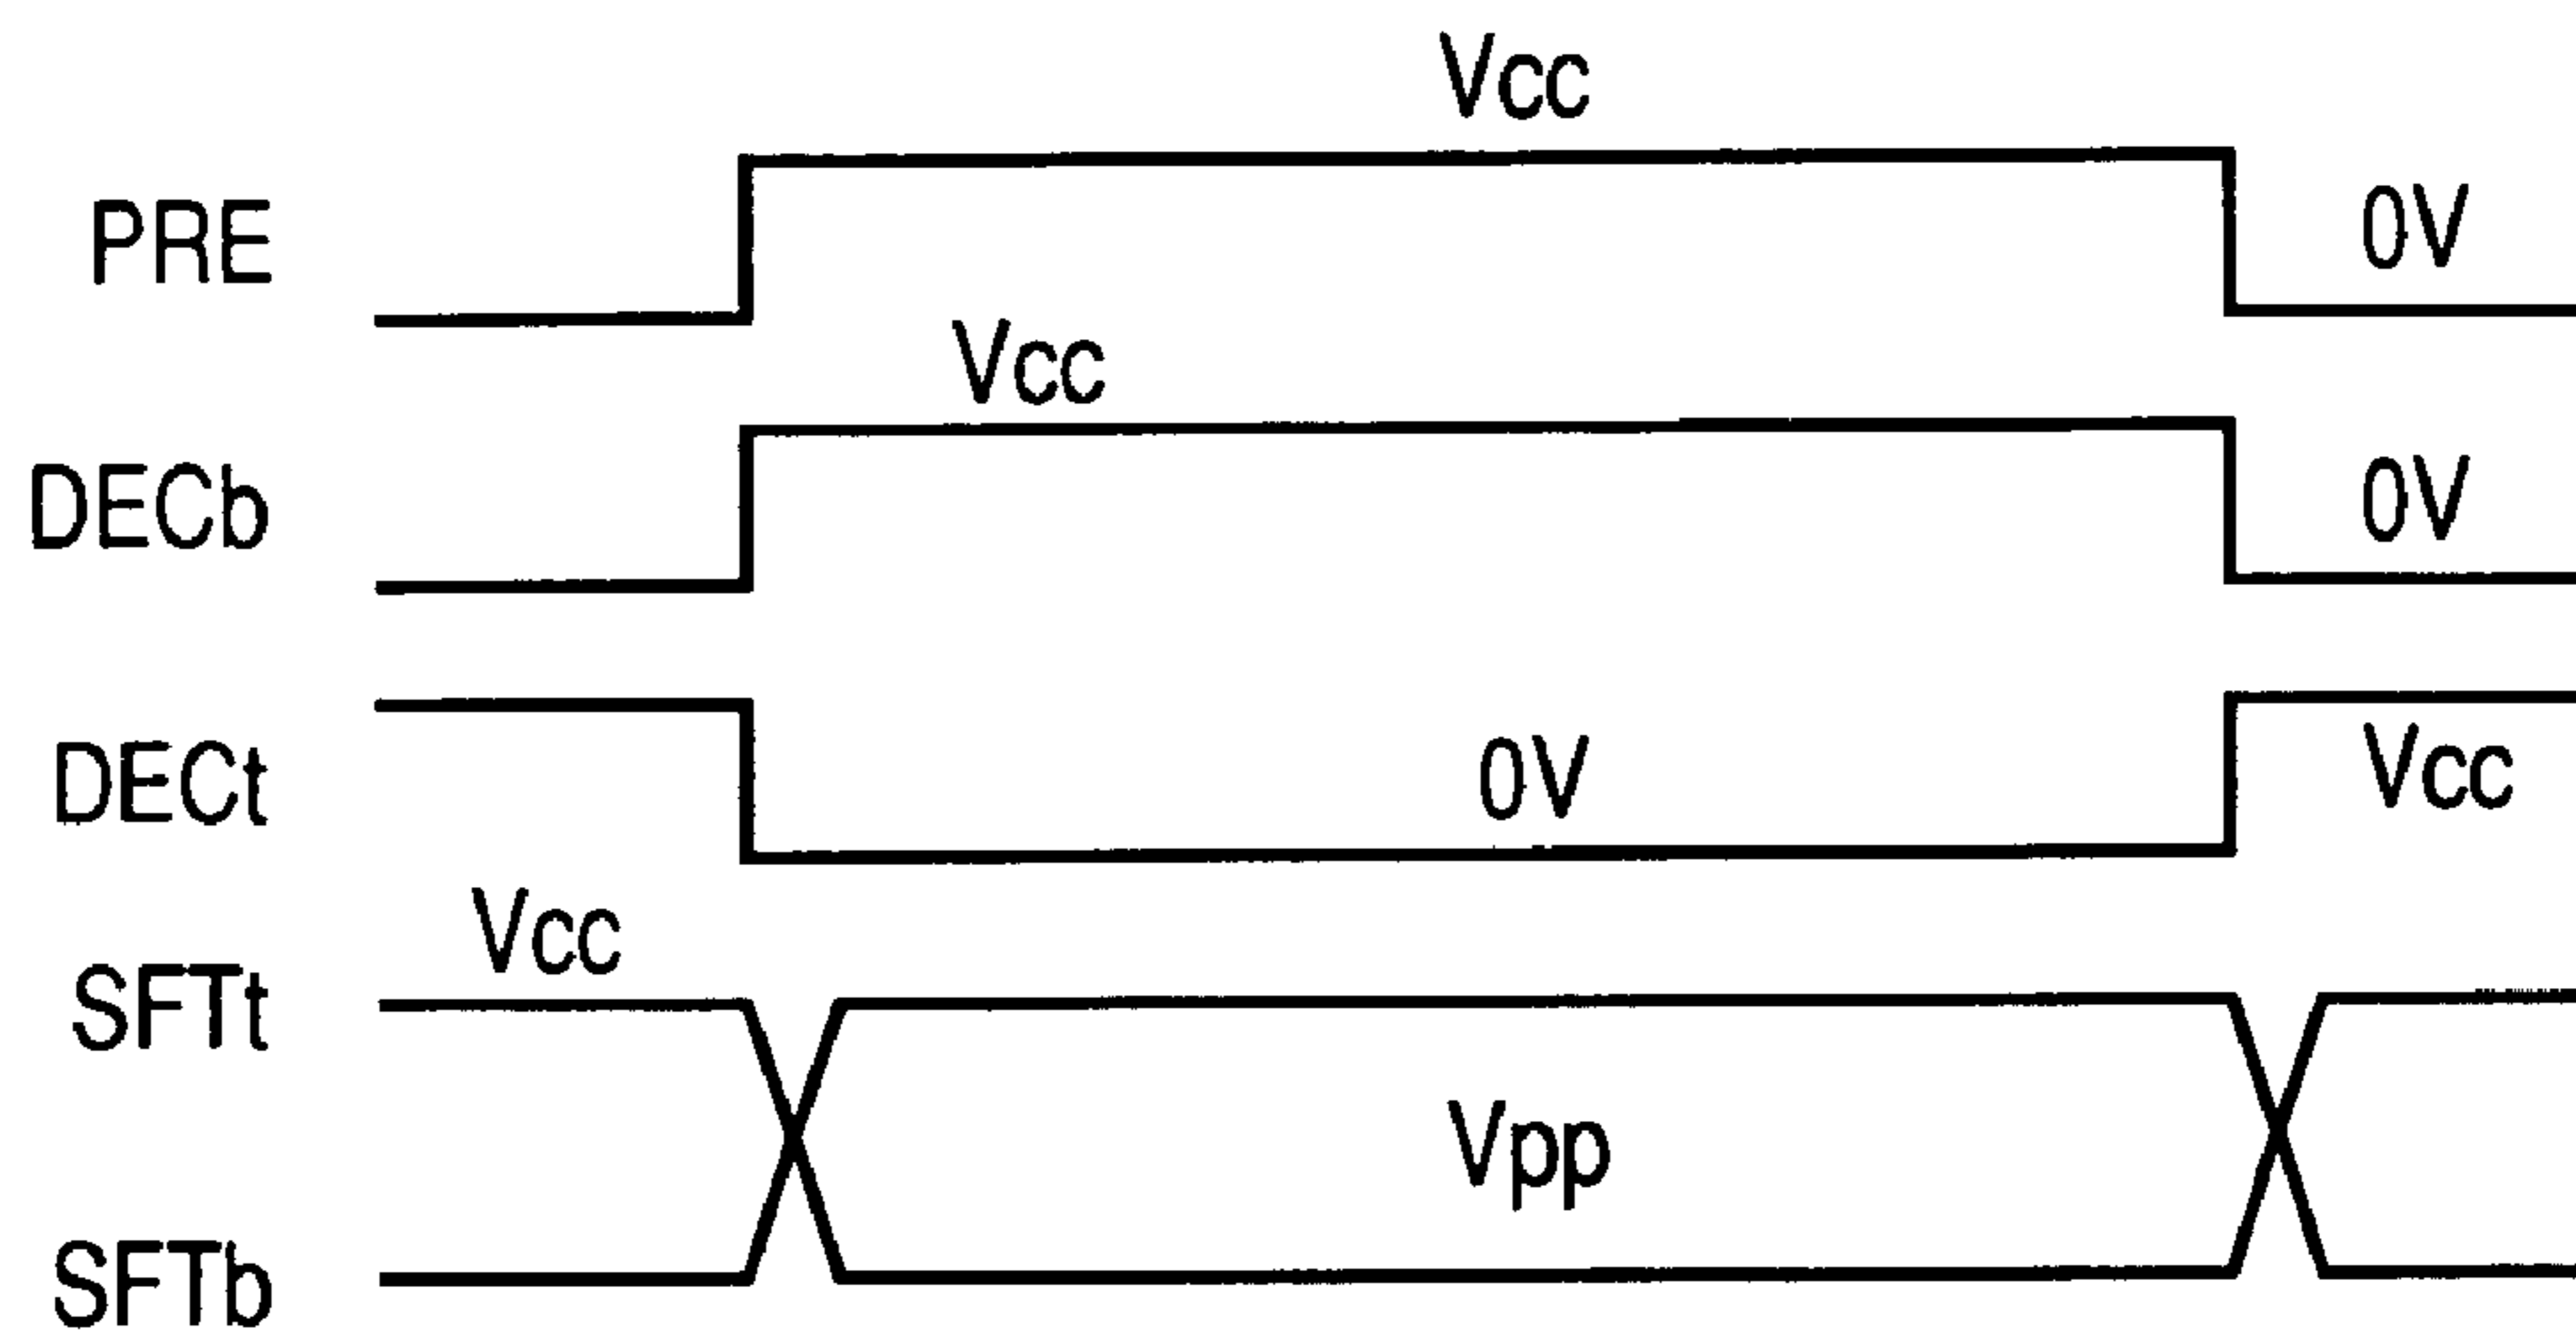 Vcc
PRE 0V
Vcc
DECb 0V
DECt 0V Vcc
Vcc
SFTt
Vpp
SFTb